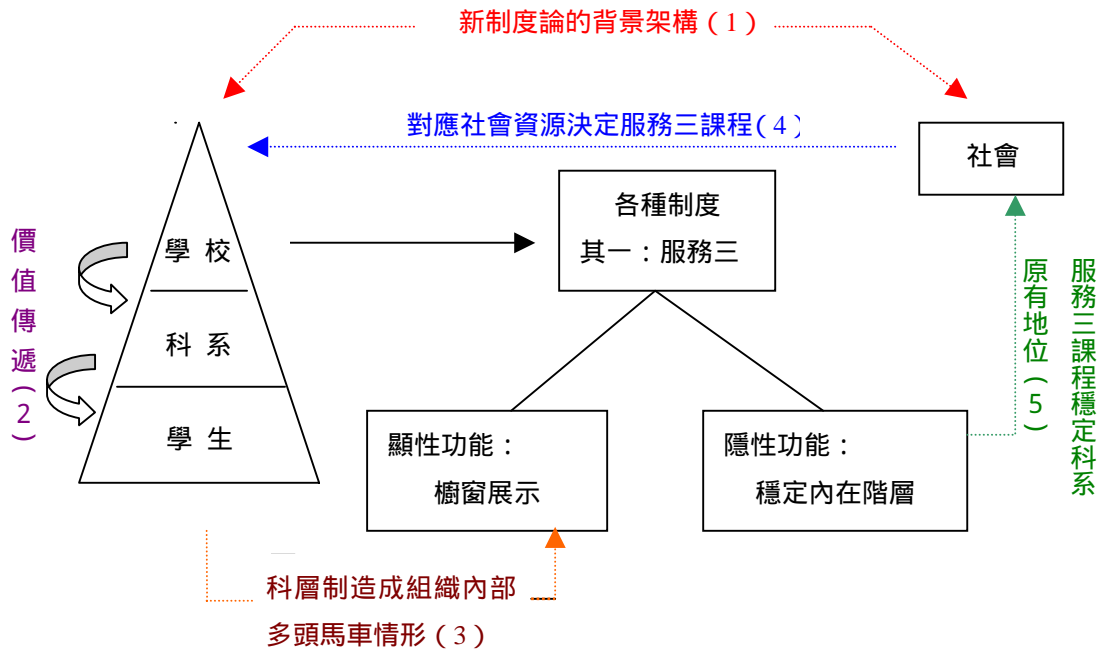 新制度論的背景架構(1)
對應社會資源決定服務三課程(4)
社會
各種制度
其一：服務三
學校
科系
學生
價值傳遞(2)
顯性功能：
櫥窗展示
隱性功能：
穩定內在階層
服務三課程穩定科系
原有地位(5)
科層制造成組織內部
多頭馬車情形(3)